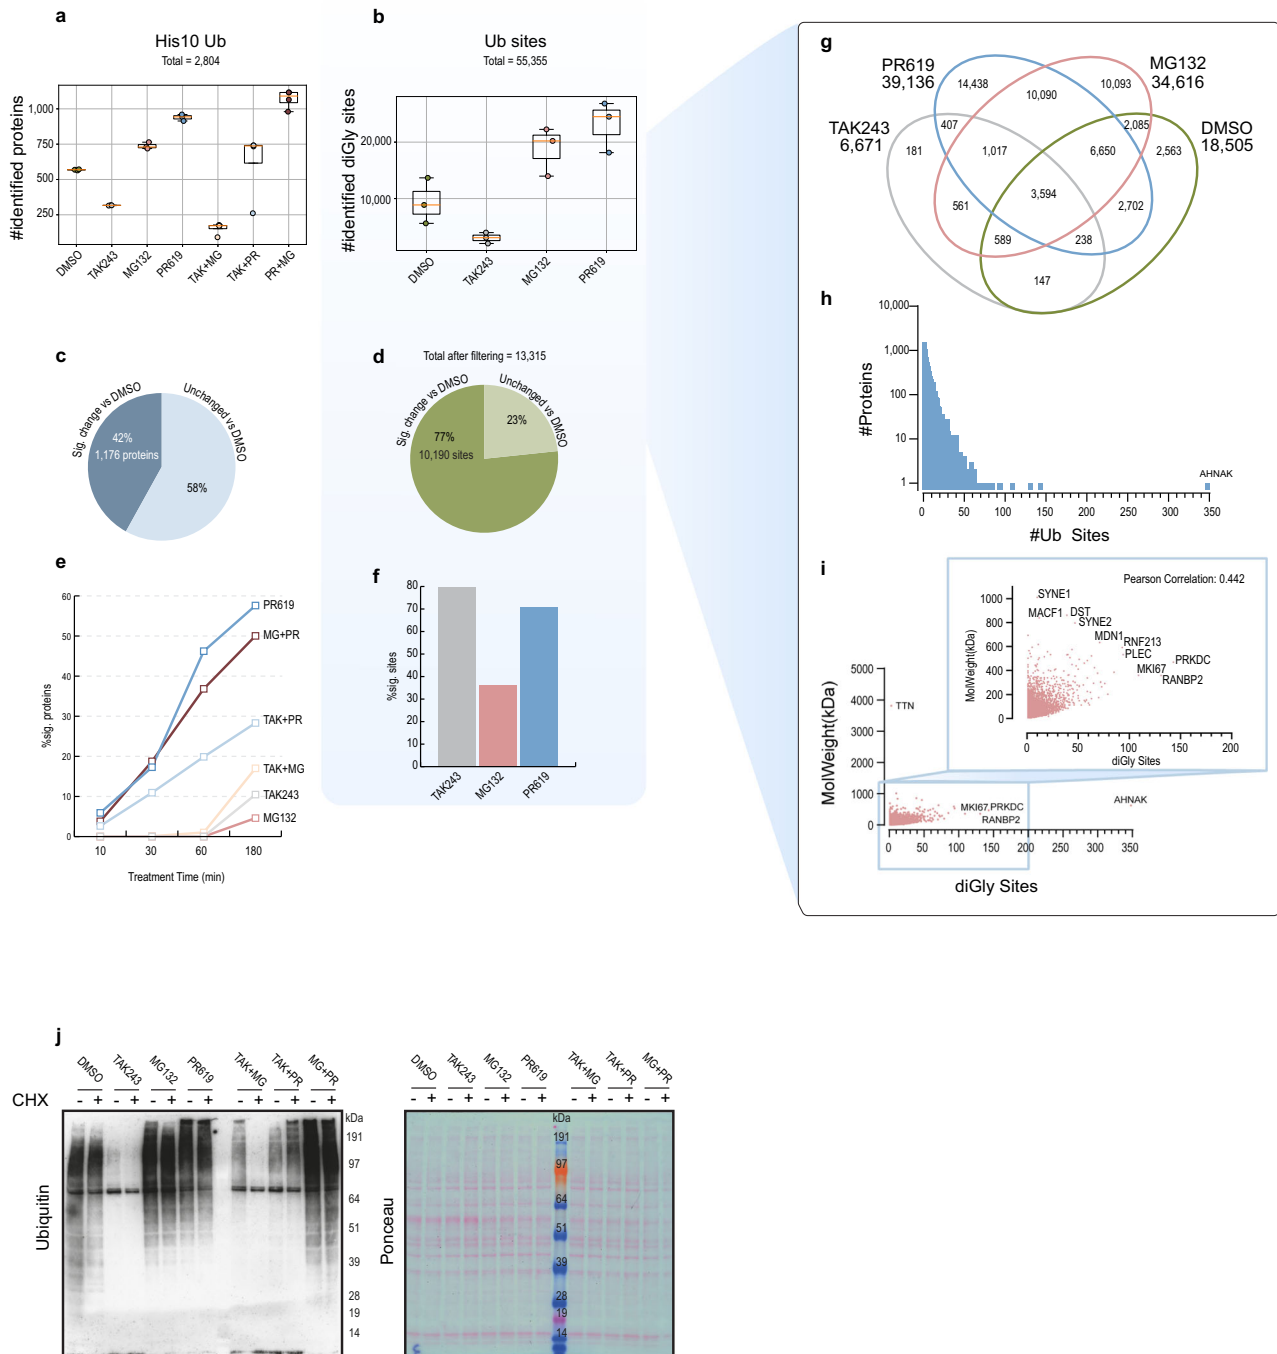 a
His10 Ub
Total = 2,804
#identified proteins
1,000
750
500
250
DMSO
TAK243
MG132
PR619
TAK+MG
TAK+PR
PR+MG
b
Ub sites
Total = 55,355
#identified diGly sites
20,000
10,000
DMSO
TAK243
MG132
PR619
c
Sig. change vs DMSO
Unchanged vs DMSO
42%
1,176 proteins
58%
d
Total after filtering = 13,315
Sig. change vs DMSO
Unchanged vs DMSO
77%
10,190 sites
23%
e
%sig. proteins
60
50
40
30
20
10
0
10
30
60
180
Treatment Time (min)
PR619
MG+PR
TAK+PR
TAK+MG
TAK243
MG132
f
%sig. sites
80
70
60
50
40
30
20
10
0
TAK243
MG132
PR619
g
PR619
39,136
MG132
34,616
TAK243
6,671
DMSO
18,505
14,438
10,090
10,093
407
2,085
181
1,017
6,650
2,563
3,594
561
2,702
589
238
147
h
#Proteins
10,000
1,000
100
10
1
0
50
100
150
200
250
300
350
#Ub Sites
AHNAK
i
Pearson Correlation: 0.442
MolWeight(kDa)
1000
800
600
400
200
0
SYNE1
MACF1
DST
SYNE2
MDN1
RNF213
PLEC
PRKDC
MKI67
RANBP2
0
50
100
150
200
diGly Sites
MolWeight(kDa)
5000
4000
3000
2000
1000
0
TTN
MKI67,PRKDC
RANBP2
AHNAK
0
50
100
150
200
250
300
350
diGly Sites
j
DMSO
TAK243
MG132
PR619
TAK+MG
TAK+PR
MG+PR
CHX
- + - + - + - + - + - + - +
Ubiquitin
kDa
191
97
64
51
39
28
19
14
DMSO
TAK243
MG132
PR619
TAK+MG
TAK+PR
MG+PR
- + - + - + - + - + - + - +
Ponceau
kDa
191
97
64
51
39
28
19
14